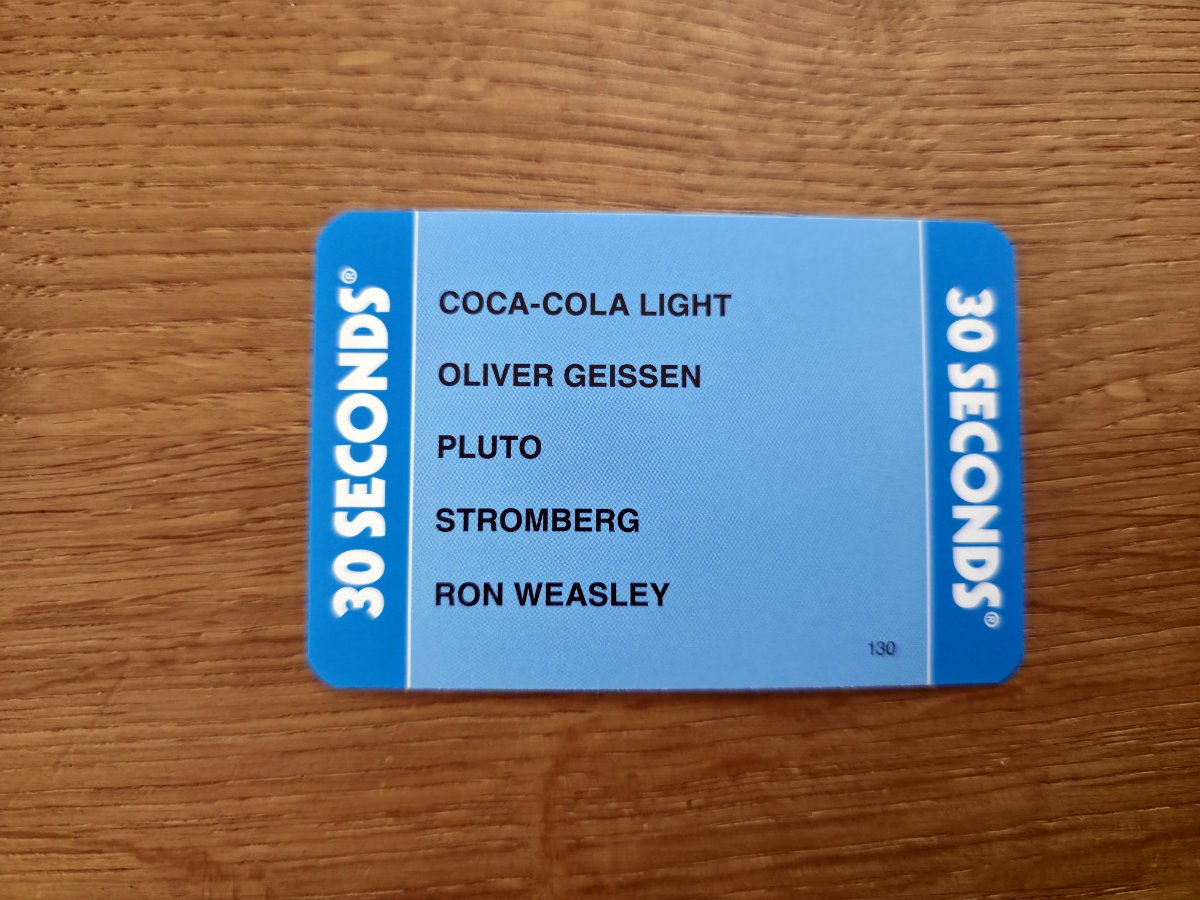 30 SECONDS®
COCA-COLA LIGHT
OLIVER GEISSEN
PLUTO
STROMBERG
RON WEASLEY
130
30 SECONDS®